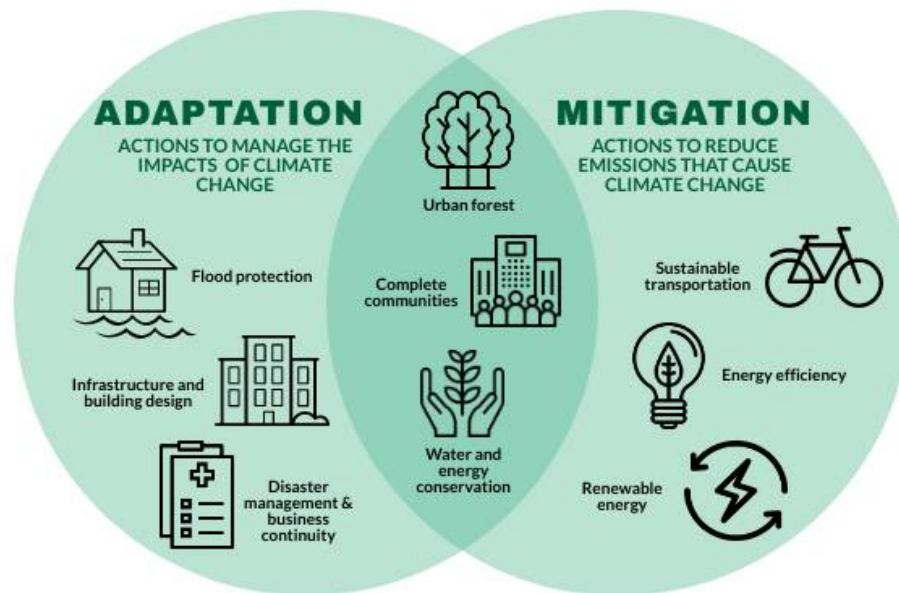 ADAPTATION
ACTIONS TO MANAGE THE
IMPACTS OF CLIMATE
CHANGE
Flood protection
Infrastructure and
building design
Disaster
management &
business
continuity
Urban forest
Complete
communities
Water and
energy
conservation
MITIGATION
ACTIONS TO REDUCE
EMISSIONS THAT CAUSE
CLIMATE CHANGE
Sustainable
transportation
Energy efficiency
Renewable
energy